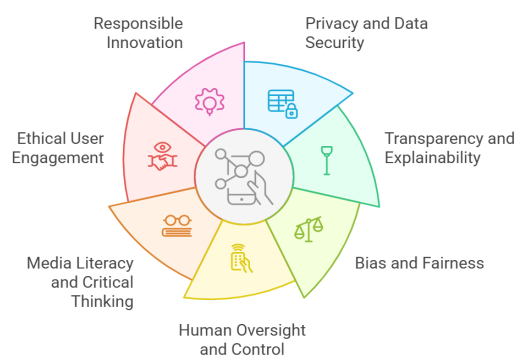 Responsible
Innovation
Privacy and Data
Security
Transparency and
Explainability
Bias and Fairness
Human Oversight
and Control
Media Literacy
and Critical
Thinking
Ethical User
Engagement